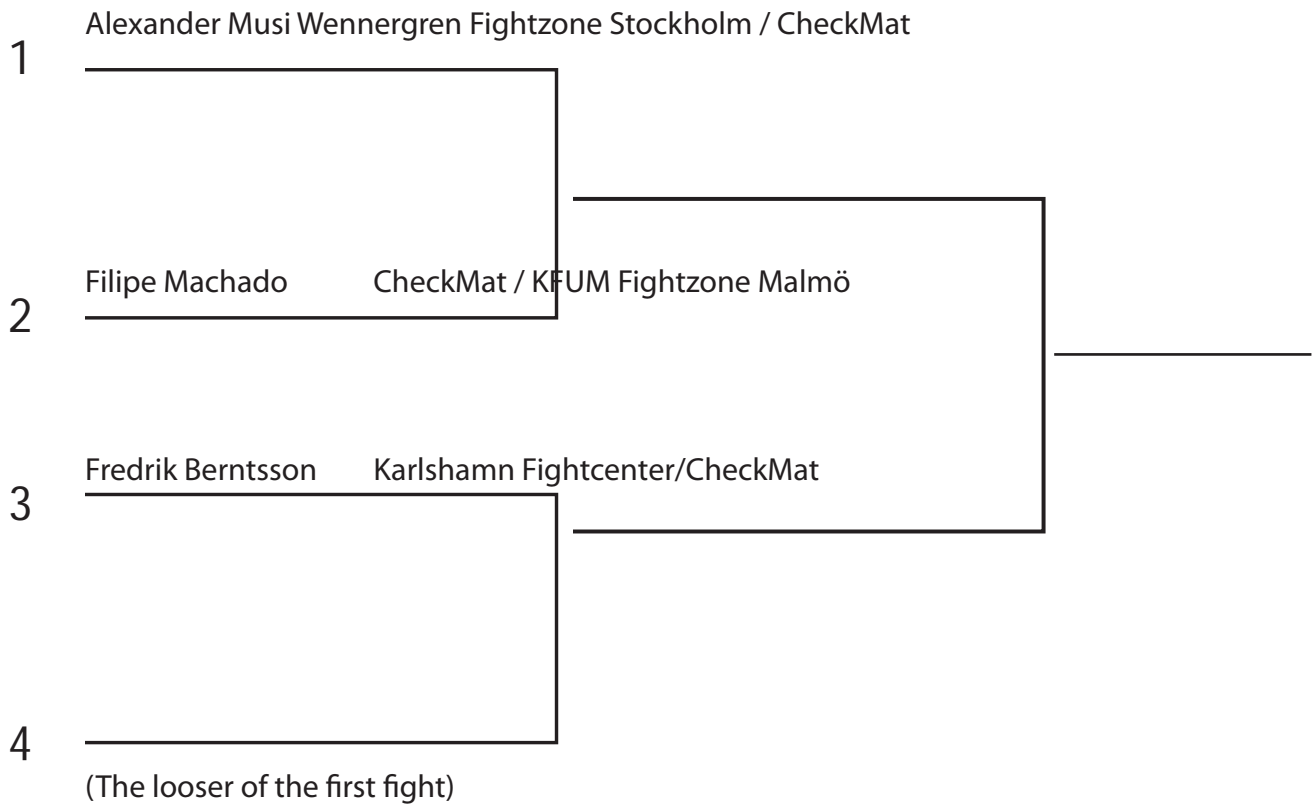 Alexander Musi Wennergren Fightzone Stockholm / CheckMat
1
Filipe Machado CheckMat / KFUM Fightzone Malmö
2
Fredrik Berntsson Karlshamn Fightcenter/CheckMat
3
4
(The looser of the first fight)